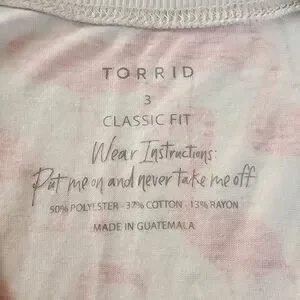 TORRID
3
CLASSIC FIT
Wear Instructions:
Put me on and never take me off
50% POLYESTER - 37% COTTON - 13% RAYON
MADE IN GUATEMALA